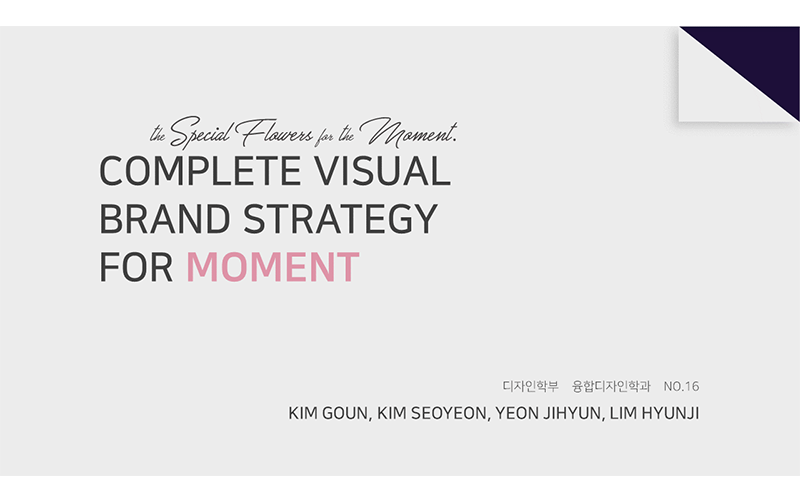 the Special Flowers for the Moment.
COMPLETE VISUAL
BRAND STRATEGY
FOR MOMENT
디자인학부 융합디자인학과 NO.16
KIM GOUN, KIM SEOYEON, YEON JIHYUN, LIM HYUNJI